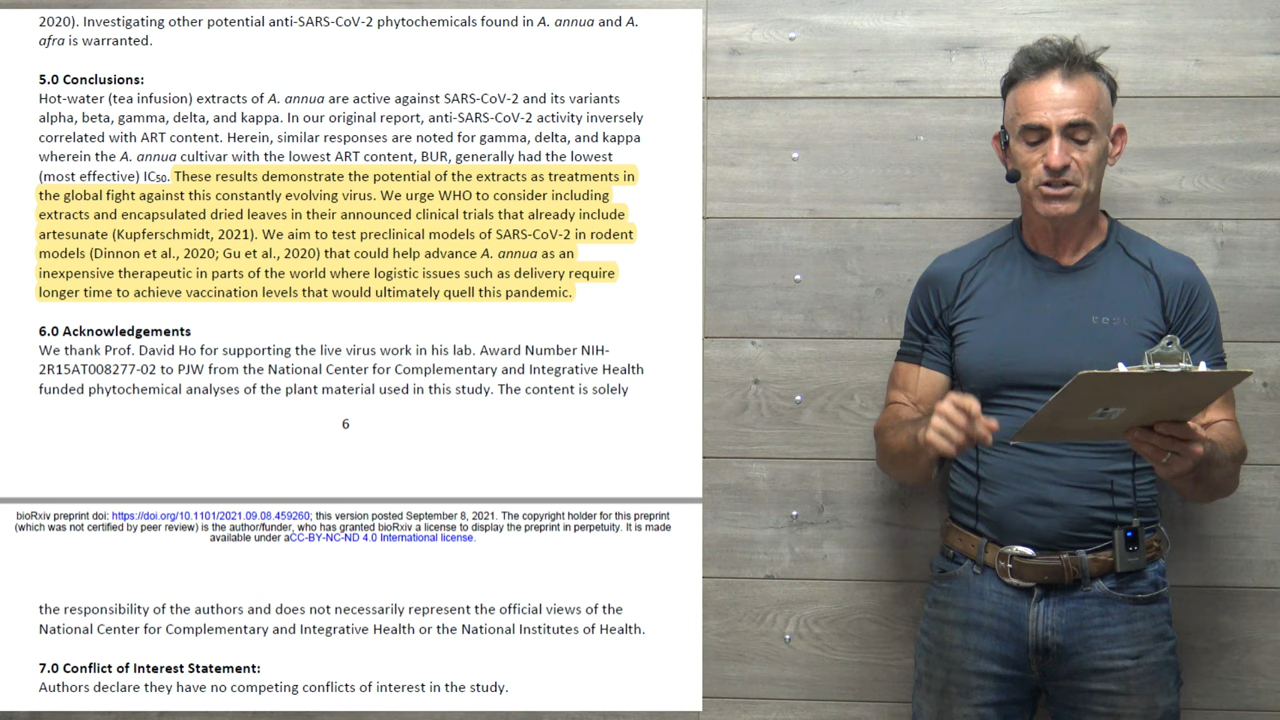 2020). Investigating other potential anti-SARS-CoV-2 phytochemicals found in A. annua and A.
afra is warranted.
5.0 Conclusions:
Hot-water (tea infusion) extracts of A. annua are active against SARS-CoV-2 and its variants
alpha, beta, gamma, delta, and kappa. In our original report, anti-SARS-CoV-2 activity inversely
correlated with ART content. Herein, similar responses are noted for gamma, delta, and kappa
wherein the A. annua cultivar with the lowest ART content, BUR, generally had the lowest
(most effective) IC50. These results demonstrate the potential of the extracts as treatments in
the global fight against this constantly evolving virus. We urge WHO to consider including
extracts and encapsulated dried leaves in their announced clinical trials that already include
artesunate (Kupferschmidt, 2021). We aim to test preclinical models of SARS-CoV-2 in rodent
models (Dinnon et al., 2020; Gu et al., 2020) that could help advance A. annua as an
inexpensive therapeutic in parts of the world where logistic issues such as delivery require
longer time to achieve vaccination levels that would ultimately quell this pandemic.
6.0 Acknowledgements
We thank Prof. David Ho for supporting the live virus work in his lab. Award Number NIH-
2R15AT008277-02 to PJW from the National Center for Complementary and Integrative Health
funded phytochemical analyses of the plant material used in this study. The content is solely
6
bioRxiv preprint doi: https://doi.org/10.1101/2021.09.08.459260; this version posted September 8, 2021. The copyright holder for this preprint
(which was not certified by peer review) is the author/funder, who has granted bioRxiv a license to display the preprint in perpetuity. It is made
available under aCC-BY-NC-ND 4.0 International license.
the responsibility of the authors and does not necessarily represent the official views of the
National Center for Complementary and Integrative Health or the National Institutes of Health.
7.0 Conflict of Interest Statement:
Authors declare they have no competing conflicts of interest in the study.